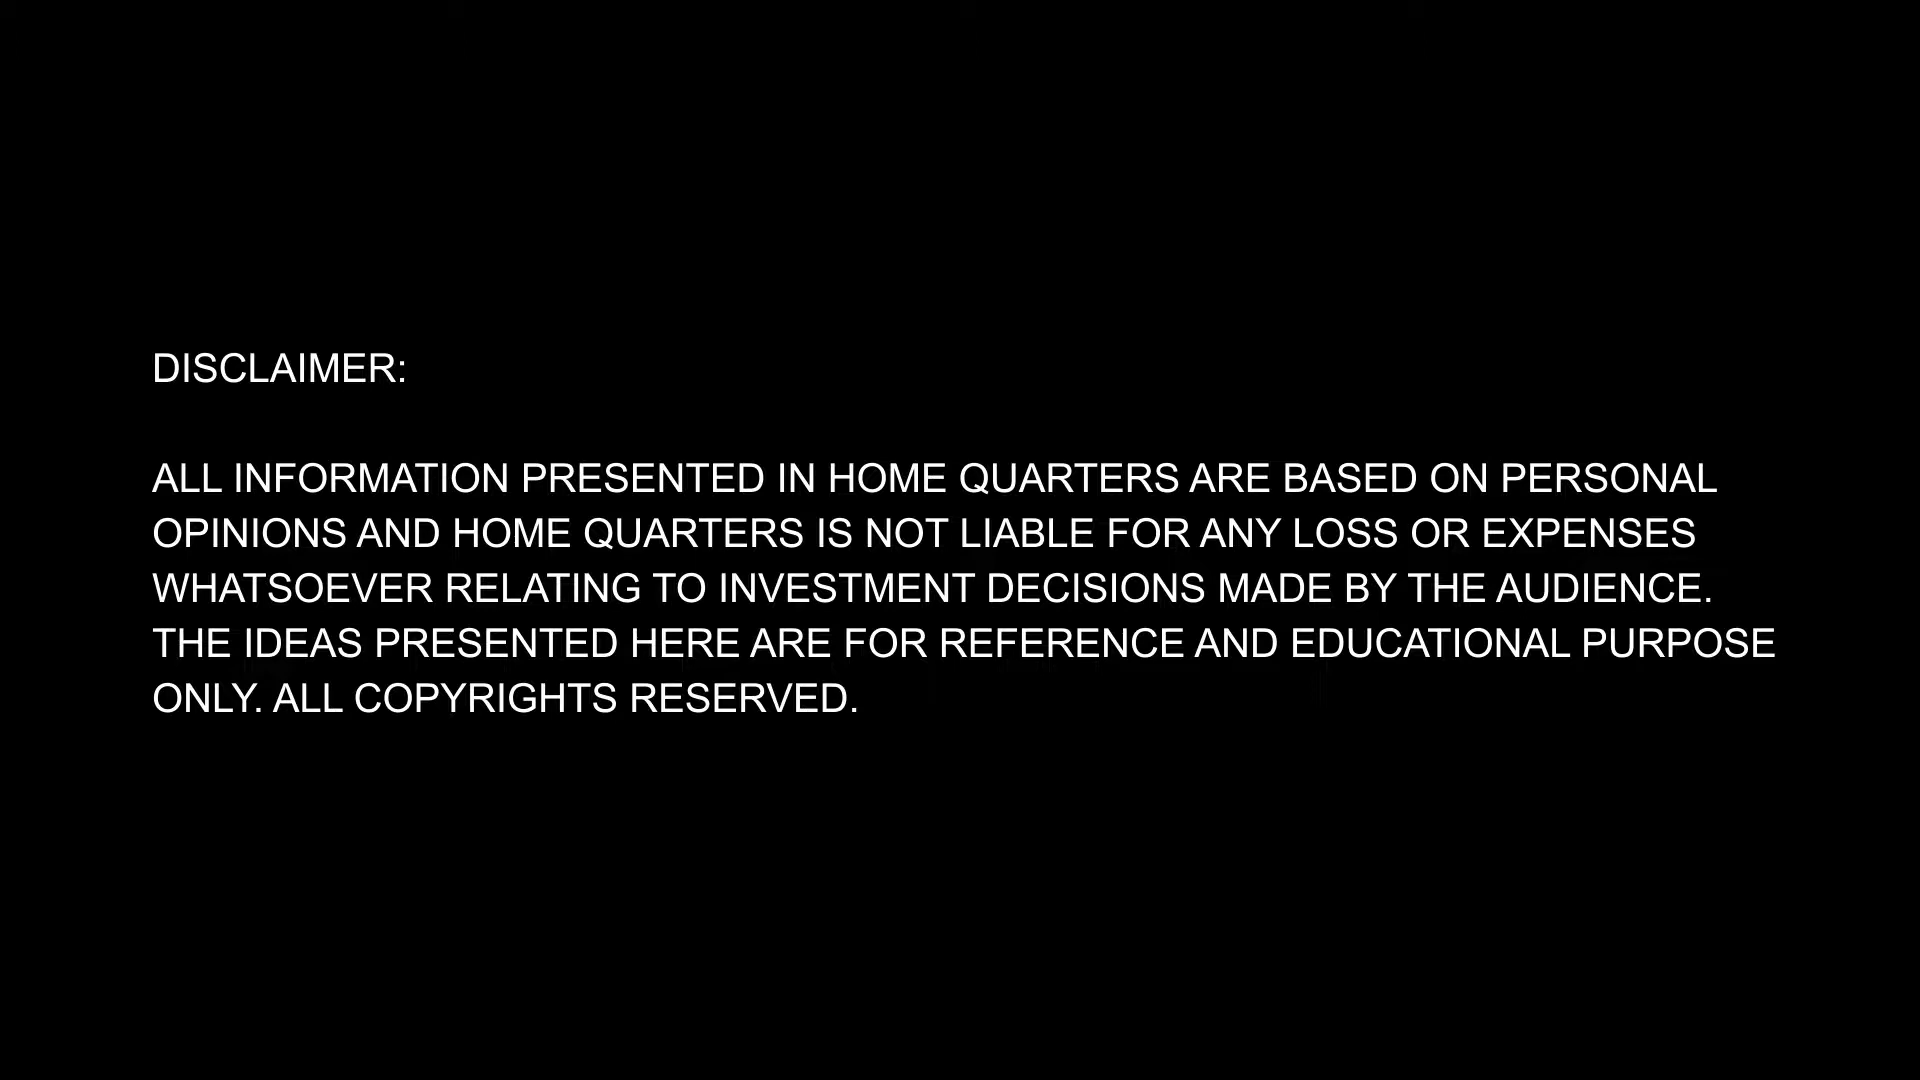 DISCLAIMER:
ALL INFORMATION PRESENTED IN HOME QUARTERS ARE BASED ON PERSONAL
OPINIONS AND HOME QUARTERS IS NOT LIABLE FOR ANY LOSS OR EXPENSES
WHATSOEVER RELATING TO INVESTMENT DECISIONS MADE BY THE AUDIENCE.
THE IDEAS PRESENTED HERE ARE FOR REFERENCE AND EDUCATIONAL PURPOSE
ONLY. ALL COPYRIGHTS RESERVED.